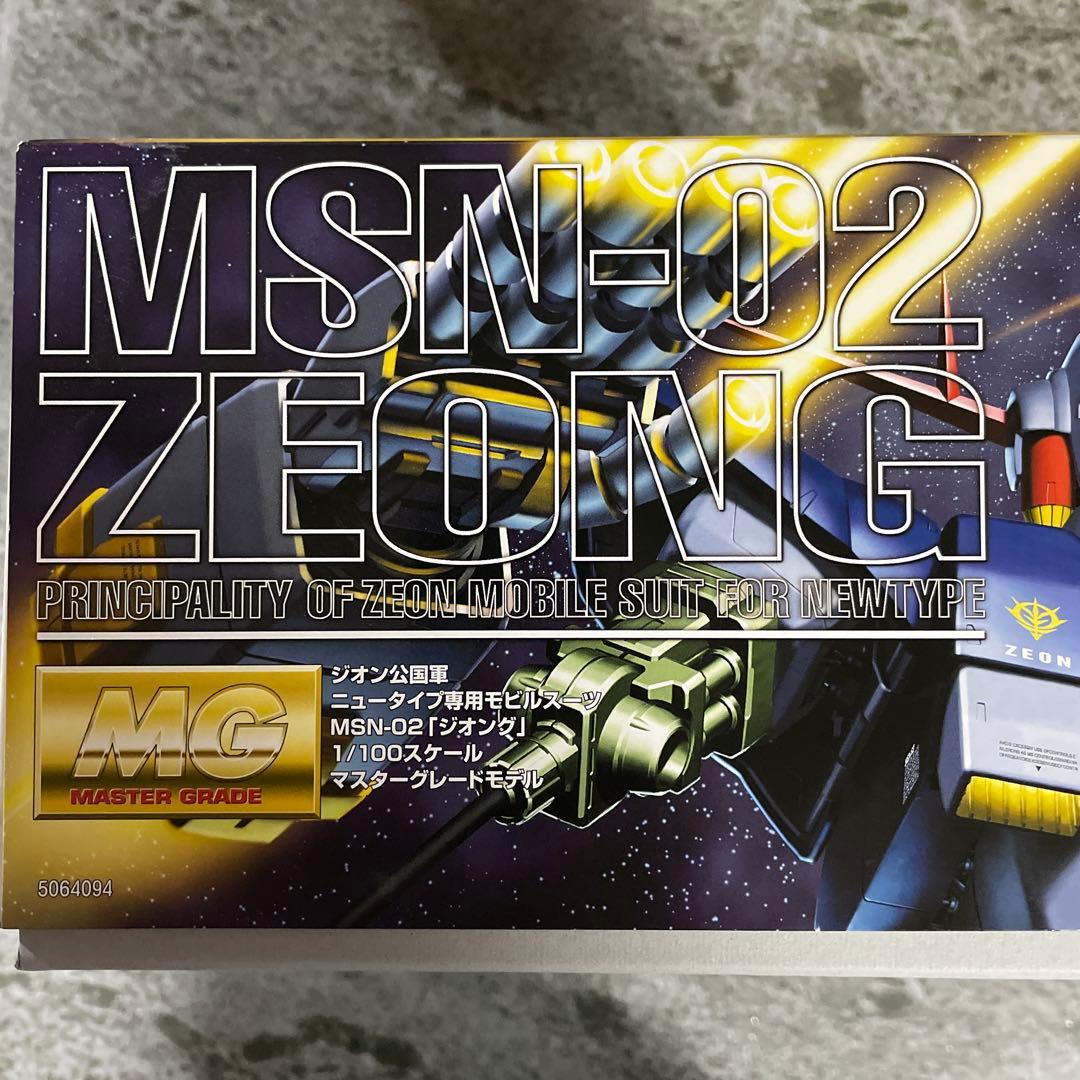 MSN-02
ZEONG
PRINCIPALITY OF ZEON MOBILE SUIT FOR NEWTYPE
MG
MASTER GRADE
ジオン公国軍
ニュータイプ専用モビルスーツ
MSN-02「ジオング」
1/100スケール
マスターグレードモデル
5064094
ZEON